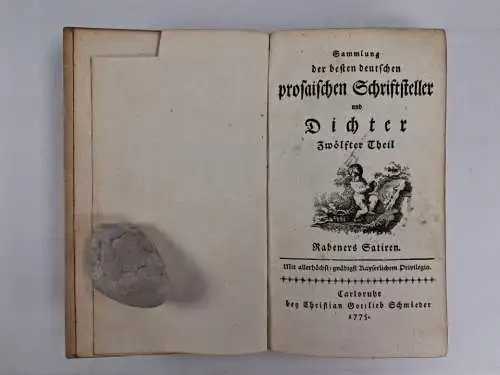 Sammlung
der besten deutschen
prosaischen Schriftsteller
und
Dichter
Zwölfter Theil
Rabeners Satiren.
Mit allerhöchst-gnädigst Kayserlichem Privilegio.
Carlsruhe
bey Christian Gottlieb Schmieder
1775.